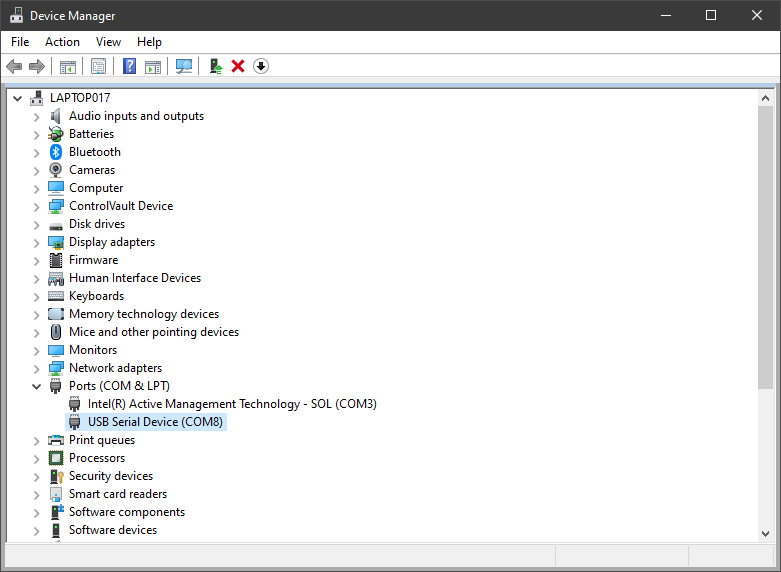 Device Manager
File Action View Help
LAPTOP017
Audio inputs and outputs
Batteries
Bluetooth
Cameras
Computer
ControlVault Device
Disk drives
Display adapters
Firmware
Human Interface Devices
Keyboards
Memory technology devices
Mice and other pointing devices
Monitors
Network adapters
Ports (COM & LPT)
Intel(R) Active Management Technology - SOL (COM3)
USB Serial Device (COM8)
Print queues
Processors
Security devices
Smart card readers
Software components
Software devices